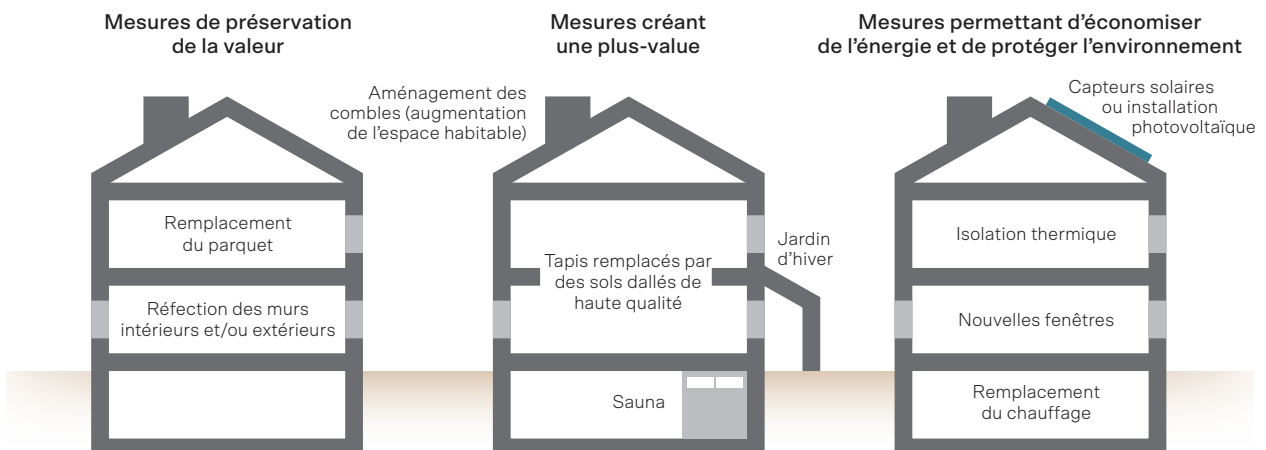 Mesures de préservation
de la valeur
Remplacement
du parquet
Réfection des murs
intérieurs et/ou extérieurs
Mesures créant
une plus-value
Aménagement des
combles (augmentation
de l’espace habitable)
Tapis remplacés par
des sols dallés de
haute qualité
Jardin
d’hiver
Sauna
Mesures permettant d’économiser
de l’énergie et de protéger l’environnement
Capteurs solaires
ou installation
photovoltaïque
Isolation thermique
Nouvelles fenêtres
Remplacement
du chauffage